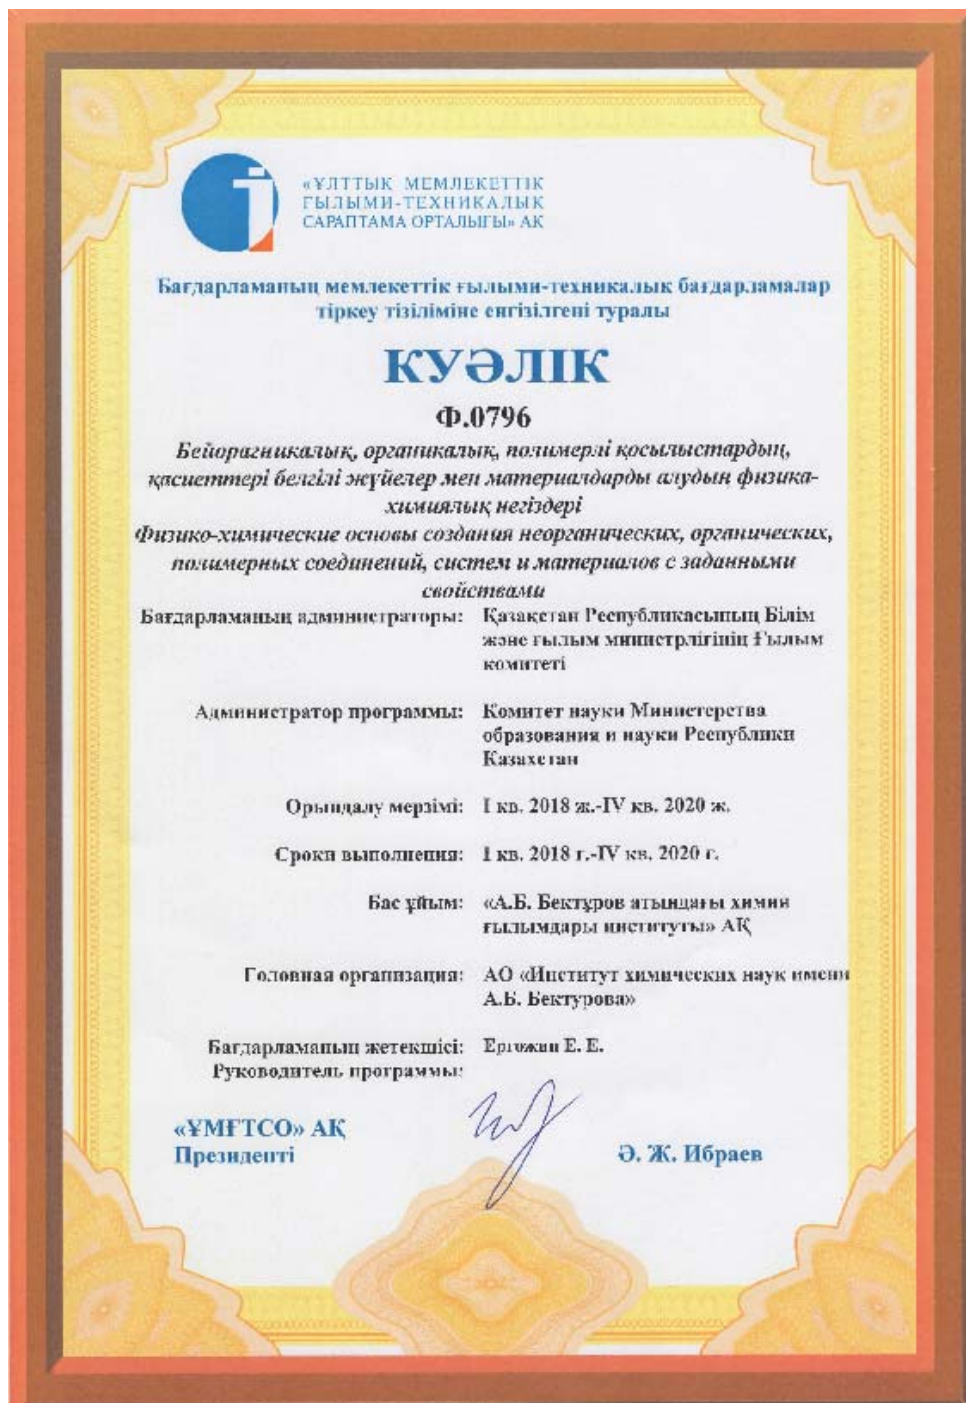 «ҰЛТТЫҚ МЕМЛЕКЕТТІК
ҒЫЛЫМИ-ТЕХНИКАЛЫҚ
САРАПТАМА ОРТАЛЫҒЫ» АҚ
Бағдарламаның мемлекеттік ғылыми-техникалық бағдарламалар
тіркеу тізіліміне енгізілгені туралы
КУӘЛІК
Ф.0796
Бейорагникалық, органикалық, полимерлі қосылыстардың,
қасиеттері белгілі жүйелер мен материалдарды алудың физика-
химиялық негіздері
Физико-химические основы создания неорганических, органических,
полимерных соединений, систем и материалов с заданными
свойствами
Бағдарламаның администраторы: Қазақстан Республикасының Білім
және ғылым министрлігінің Ғылым
комитеті
Администратор программы: Комитет науки Министерства
образования и науки Республики
Казахстан
Орындалу мерзімі: I кв. 2018 ж.-IV кв. 2020 ж.
Сроки выполнения: I кв. 2018 г.-IV кв. 2020 г.
Бас ұйым: «А.Б. Бектұров атындағы химия
ғылымдары институты» АҚ
Головная организация: АО «Институт химических наук имени
А.Б. Бектурова»
Бағдарламаның жетекшісі: Ергожин Е. Е.
Руководитель программы:
«ҰМҒТСО» АҚ
Президенті
Ә. Ж. Ибраев